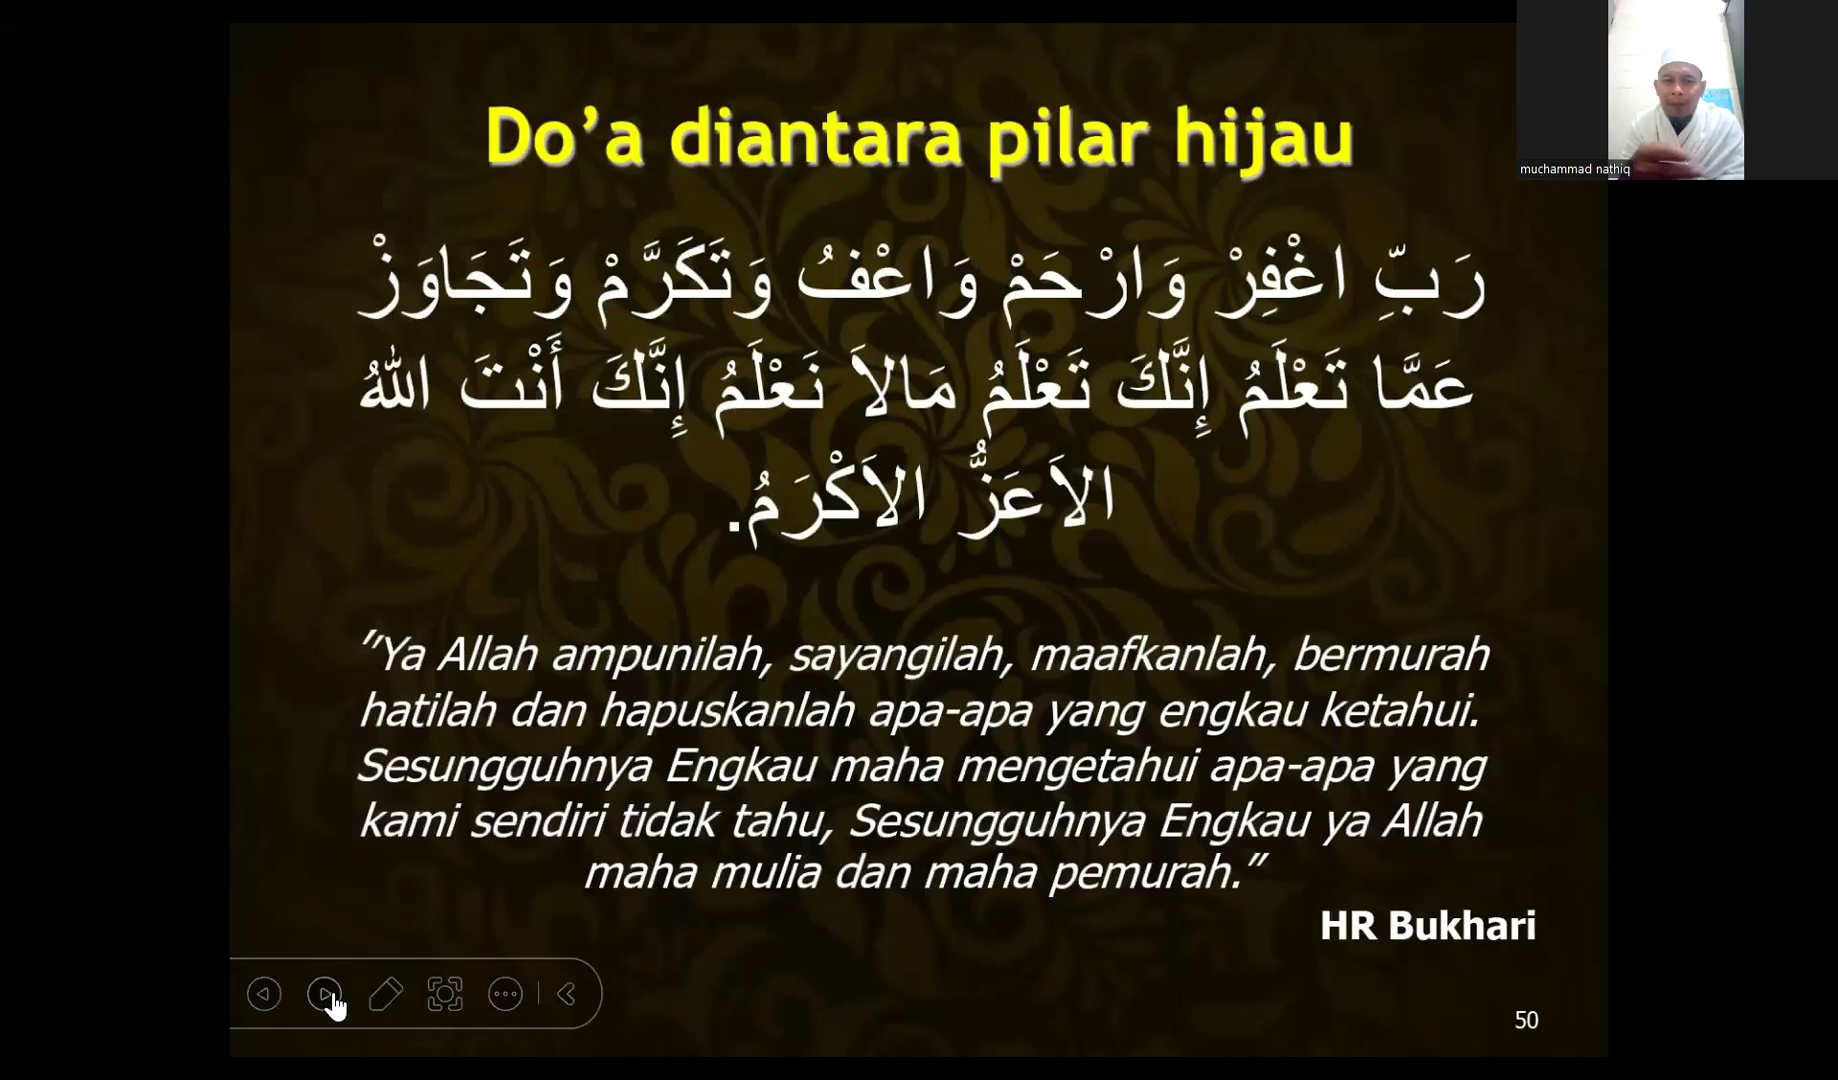 Do’a diantara pilar hijau
muchammad nathiq
رَبِّ اغْفِرْ وَارْحَمْ وَاعْفُ وَتَكَرَّمْ وَتَجَاوَزْ
عَمَّا تَعْلَمُ إِنَّكَ تَعْلَمُ مَالاَ نَعْلَمُ إِنَّكَ أَنْتَ اللهُ
الاَعَزُّ الاَكْرَمُ.
”Ya Allah ampunilah, sayangilah, maafkanlah, bermurah
hatilah dan hapuskanlah apa-apa yang engkau ketahui.
Sesungguhnya Engkau maha mengetahui apa-apa yang
kami sendiri tidak tahu, Sesungguhnya Engkau ya Allah
maha mulia dan maha pemurah.”
HR Bukhari
50